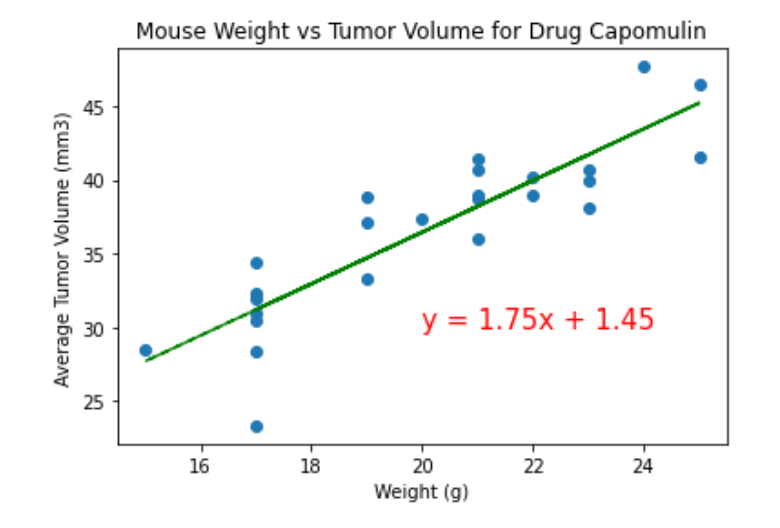 Mouse Weight vs Tumor Volume for Drug Capomulin
Average Tumor Volume (mm3)
45
40
35
30
25
y = 1.75x + 1.45
16 18 20 22 24
Weight (g)